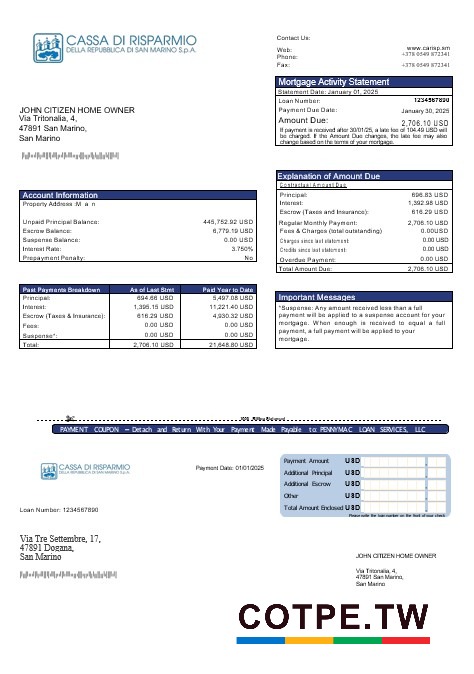 CASSA DI RISPARMIO
DELLA REPUBBLICA DI SAN MARINO S.p.A.
Contact Us:
Web: www.carisp.sm
Phone: +378 0549 872341
Fax: +378 0549 872341
Mortgage Activity Statement
Statement Date: January 01, 2025
Loan Number: 1234567890
Payment Due Date: January 30, 2025
Amount Due: 2,706.10 USD
If payment is received after 30/01/25, a late fee of 104.49 USD will
be charged. If the Amount Due changes, the late fee may also
change based on the terms of your mortgage.
JOHN CITIZEN HOME OWNER
Via Tritonalia, 4,
47891 San Marino,
San Marino
Explanation of Amount Due
Contractual Amount Due
Principal: 696.83 USD
Interest: 1,392.98 USD
Escrow (Taxes and Insurance): 616.29 USD
Regular Monthly Payment: 2,706.10 USD
Fees & Charges (total outstanding) 0.00USD
Charges since last statement: 0.00 USD
Credits since last statement: 0.00 USD
Overdue Payment: 0.00 USD
Total Amount Due: 2,706.10 USD
Account Information
Property Address :M a n
Unpaid Principal Balance: 445,752.92 USD
Escrow Balance: 6,779.19 USD
Suspense Balance: 0.00 USD
Interest Rate: 3.750%
Prepayment Penalty: No
Past Payments Breakdown As of Last Stmt Paid Year to Date
Principal: 694.66 USD 5,497.08 USD
Interest: 1,395.15 USD 11,221.40 USD
Escrow (Taxes & Insurance): 616.29 USD 4,930.32 USD
Fees: 0.00 USD 0.00 USD
Suspense*: 0.00 USD 0.00 USD
Total: 2,706.10 USD 21,648.80 USD
Important Messages
*Suspense: Any amount received less than a full
payment will be applied to a suspense account for your
mortgage. When enough is received to equal a full
payment, a full payment will be applied to your
mortgage.
PAYMENT COUPON – Detach and Return With Your Payment Made Payable to: PENNYMAC LOAN SERVICES, LLC
CASSA DI RISPARMIO
DELLA REPUBBLICA DI SAN MARINO S.p.A.
Payment Date: 01/01/2025
Payment Amount USD
Additional Principal USD
Additional Escrow USD
Other USD
Total Amount Enclosed USD
Please write the loan number on the front of your check.
Loan Number: 1234567890
Via Tre Settembre, 17,
47891 Dogana,
San Marino
JOHN CITIZEN HOME OWNER
Via Tritonalia, 4,
47891 San Marino,
San Marino
COTPE.TW